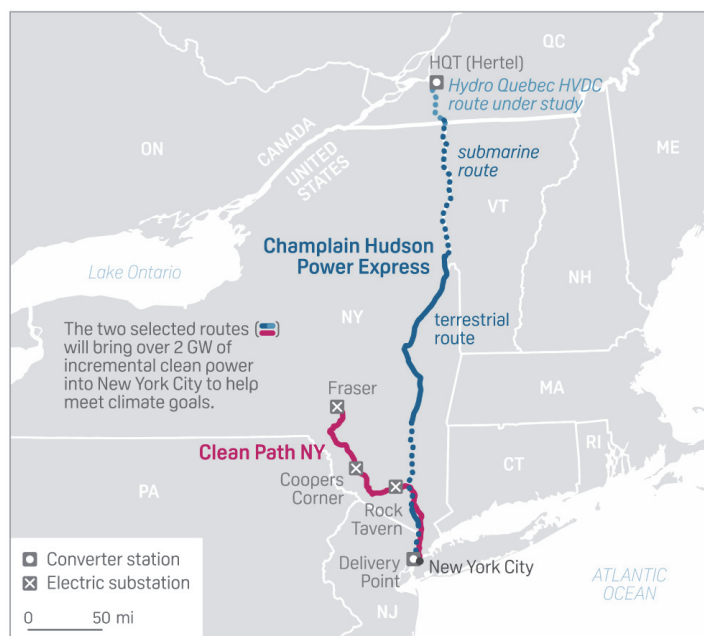 QC
HQT (Hertel)
Hydro Quebec HVDC
route under study
ME
ON
CANADA
UNITED
STATES
submarine
route
VT
Champlain Hudson
Power Express
Lake Ontario
NH
NY
terrestrial
route
The two selected routes ( )
will bring over 2 GW of
incremental clean power
into New York City to help
meet climate goals.
MA
Fraser
Clean Path NY
RI
CT
Coopers
Corner
PA
Rock
Tavern
Converter station
Delivery
Point
New York City
Electric substation
ATLANTIC
OCEAN
0 50 mi
NJ